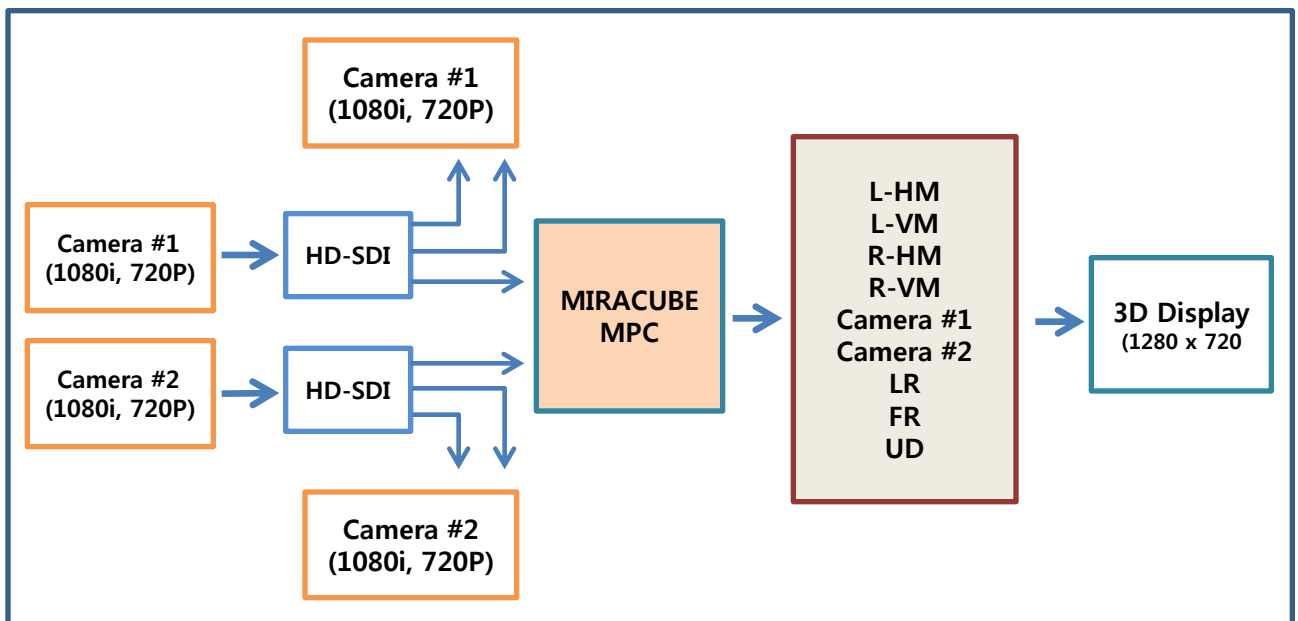 Camera #1
(1080i, 720P)
Camera #1
(1080i, 720P)
HD-SDI
Camera #2
(1080i, 720P)
HD-SDI
Camera #2
(1080i, 720P)
MIRACUBE
MPC
L-HM
L-VM
R-HM
R-VM
Camera #1
Camera #2
LR
FR
UD
3D Display
(1280 x 720